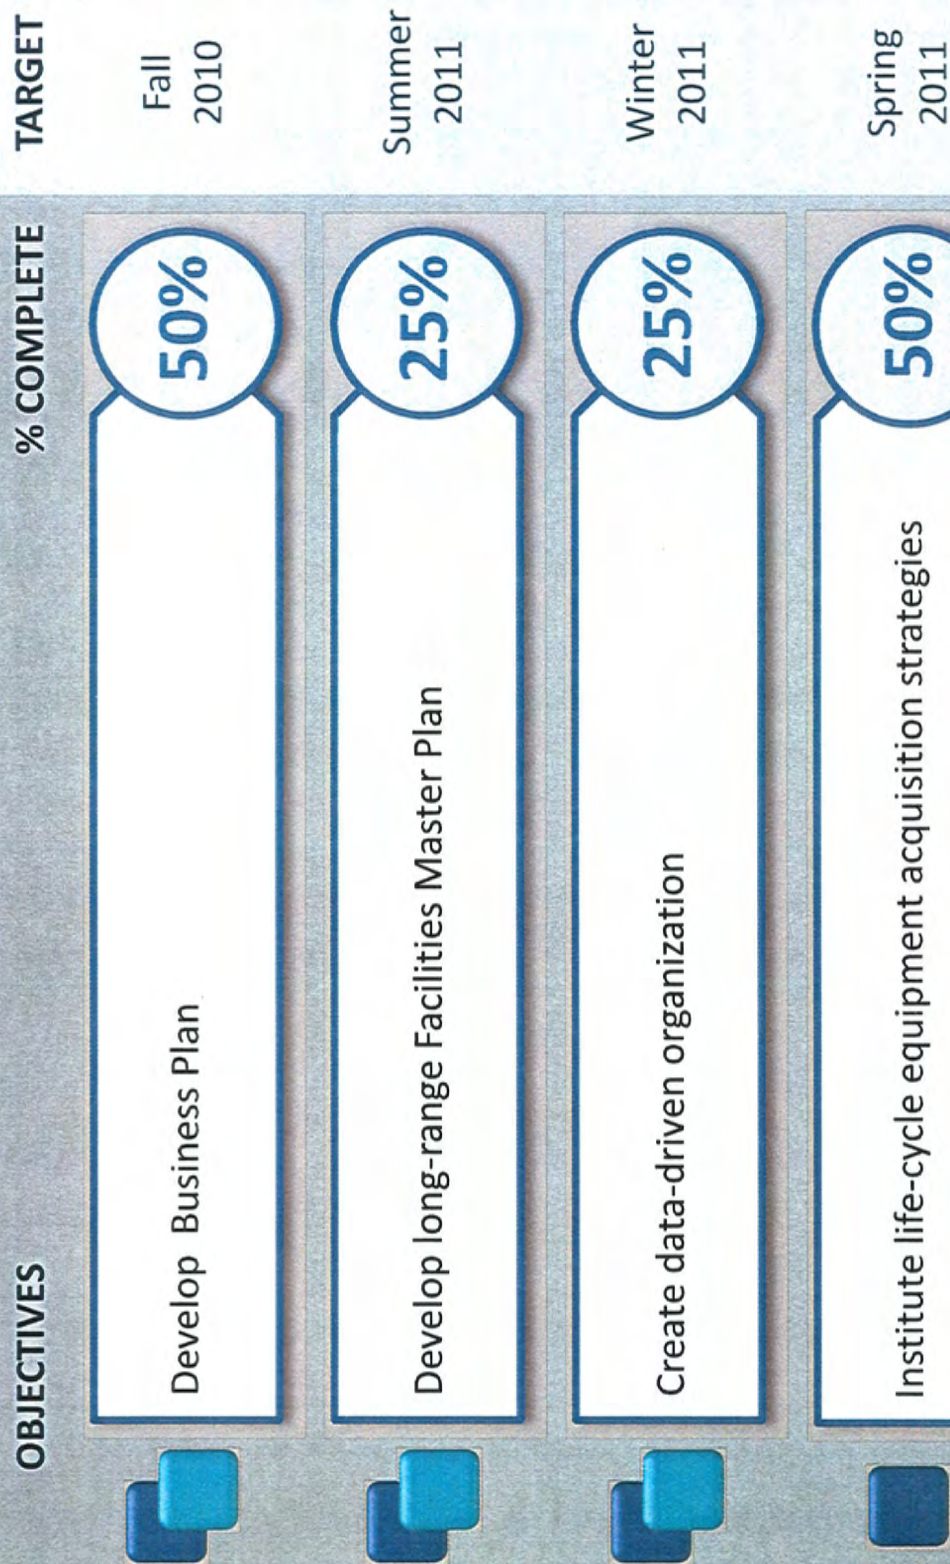 OBJECTIVES % COMPLETE TARGET
Develop Business Plan 50% Fall
2010
Develop long-range Facilities Master Plan 25% Summer
2011
Create data-driven organization 25% Winter
2011
Institute life-cycle equipment acquisition strategies 50% Spring
2011